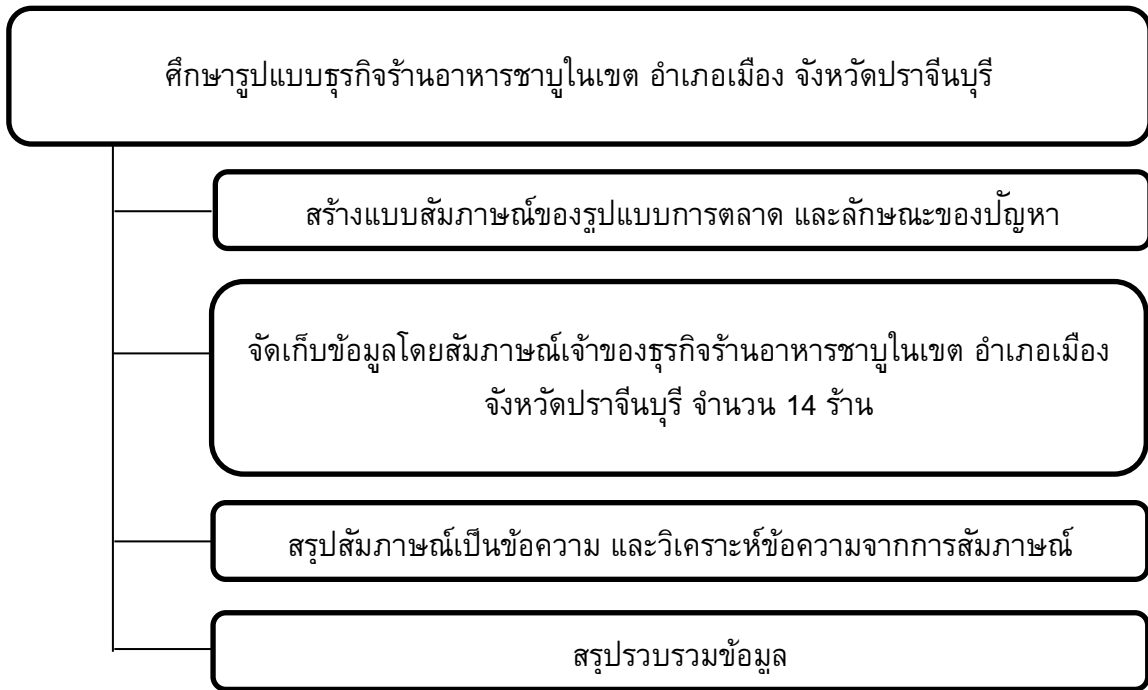 ศึกษารูปแบบธุรกิจร้านอาหารชาบูในเขต อำเภอเมือง จังหวัดปราจีนบุรี
สร้างแบบสัมภาษณ์ของรูปแบบการตลาด และลักษณะของปัญหา
จัดเก็บข้อมูลโดยสัมภาษณ์เจ้าของธุรกิจร้านอาหารชาบูในเขต อำเภอเมือง
จังหวัดปราจีนบุรี จำนวน 14 ร้าน
สรุปสัมภาษณ์เป็นข้อความ และวิเคราะห์ข้อความจากการสัมภาษณ์
สรุปรวบรวมข้อมูล